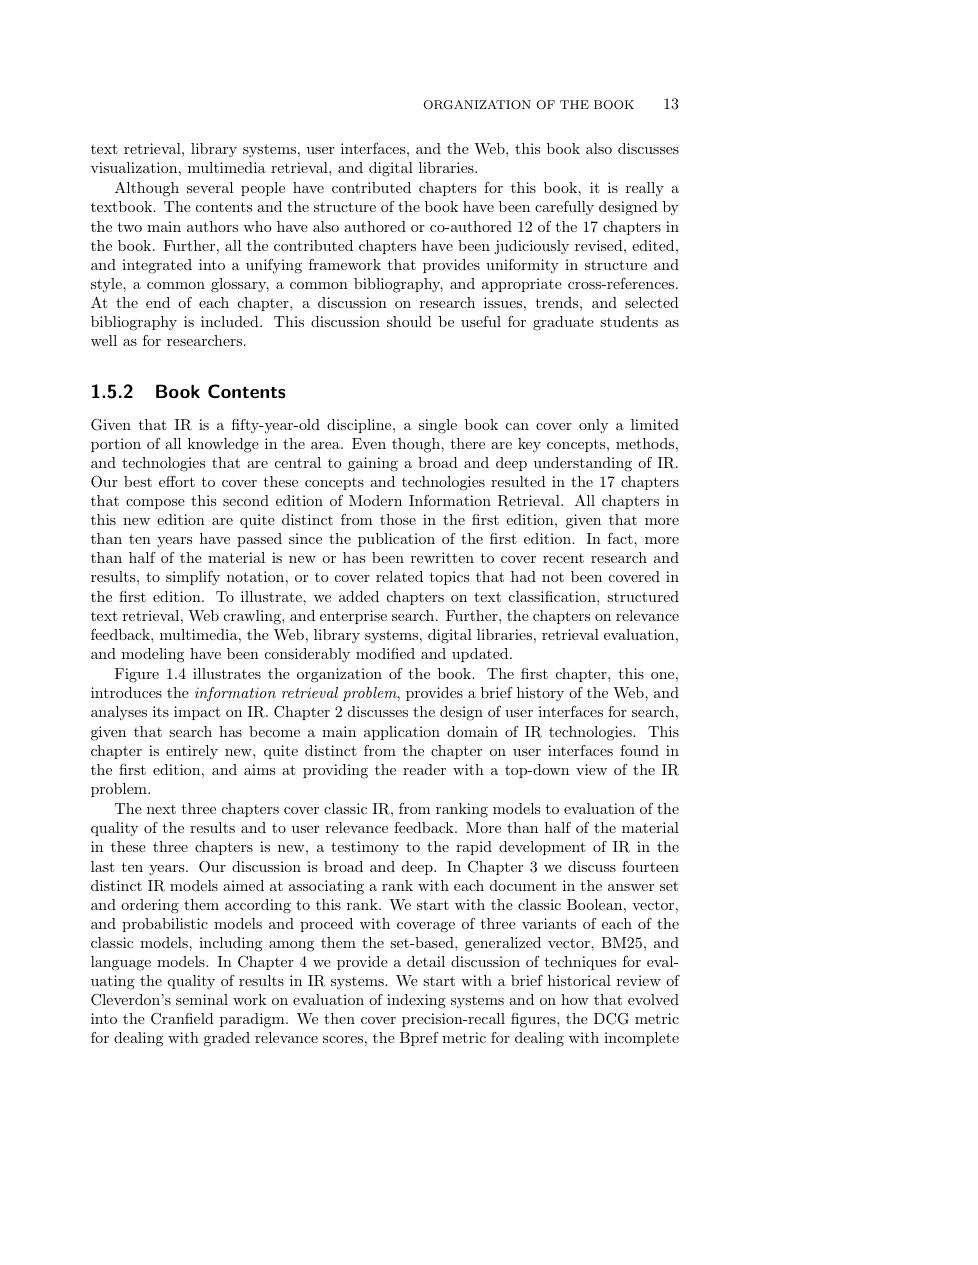 ORGANIZATION OF THE BOOK 13
text retrieval, library systems, user interfaces, and the Web, this book also discusses
visualization, multimedia retrieval, and digital libraries.
Although several people have contributed chapters for this book, it is really a
textbook. The contents and the structure of the book have been carefully designed by
the two main authors who have also authored or co-authored 12 of the 17 chapters in
the book. Further, all the contributed chapters have been judiciously revised, edited,
and integrated into a unifying framework that provides uniformity in structure and
style, a common glossary, a common bibliography, and appropriate cross-references.
At the end of each chapter, a discussion on research issues, trends, and selected
bibliography is included. This discussion should be useful for graduate students as
well as for researchers.
1.5.2 Book Contents
Given that IR is a fifty-year-old discipline, a single book can cover only a limited
portion of all knowledge in the area. Even though, there are key concepts, methods,
and technologies that are central to gaining a broad and deep understanding of IR.
Our best effort to cover these concepts and technologies resulted in the 17 chapters
that compose this second edition of Modern Information Retrieval. All chapters in
this new edition are quite distinct from those in the first edition, given that more
than ten years have passed since the publication of the first edition. In fact, more
than half of the material is new or has been rewritten to cover recent research and
results, to simplify notation, or to cover related topics that had not been covered in
the first edition. To illustrate, we added chapters on text classification, structured
text retrieval, Web crawling, and enterprise search. Further, the chapters on relevance
feedback, multimedia, the Web, library systems, digital libraries, retrieval evaluation,
and modeling have been considerably modified and updated.
Figure 1.4 illustrates the organization of the book. The first chapter, this one,
introduces the information retrieval problem, provides a brief history of the Web, and
analyses its impact on IR. Chapter 2 discusses the design of user interfaces for search,
given that search has become a main application domain of IR technologies. This
chapter is entirely new, quite distinct from the chapter on user interfaces found in
the first edition, and aims at providing the reader with a top-down view of the IR
problem.
The next three chapters cover classic IR, from ranking models to evaluation of the
quality of the results and to user relevance feedback. More than half of the material
in these three chapters is new, a testimony to the rapid development of IR in the
last ten years. Our discussion is broad and deep. In Chapter 3 we discuss fourteen
distinct IR models aimed at associating a rank with each document in the answer set
and ordering them according to this rank. We start with the classic Boolean, vector,
and probabilistic models and proceed with coverage of three variants of each of the
classic models, including among them the set-based, generalized vector, BM25, and
language models. In Chapter 4 we provide a detail discussion of techniques for eval-
uating the quality of results in IR systems. We start with a brief historical review of
Cleverdon's seminal work on evaluation of indexing systems and on how that evolved
into the Cranfield paradigm. We then cover precision-recall figures, the DCG metric
for dealing with graded relevance scores, the Bpref metric for dealing with incomplete